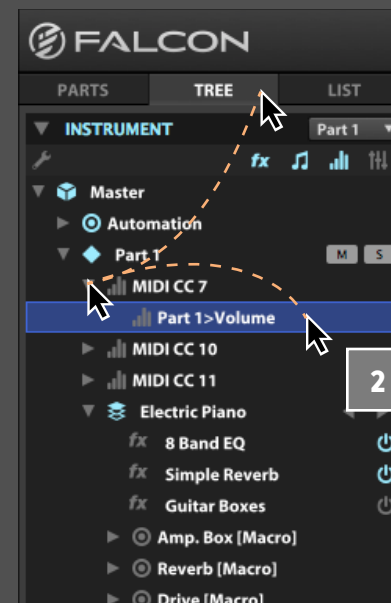 FALCON
PARTS TREE LIST
INSTRUMENT Part 1
fx
Master
Automation
Part 1 M S
MIDI CC 7
Part 1>Volume
MIDI CC 10
2
MIDI CC 11
Electric Piano
fx 8 Band EQ
fx Simple Reverb
fx Guitar Boxes
Amp. Box [Macro]
Reverb [Macro]
Drive [Macro]